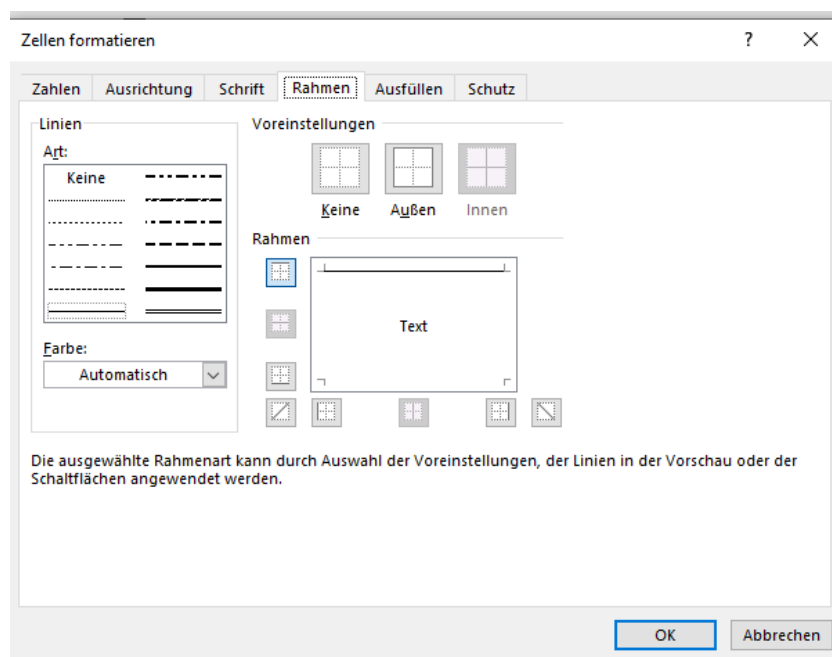 Zellen formatieren ?
Zahlen Ausrichtung Schrift Rahmen Ausfüllen Schutz
Linien
Art:
Keine
Farbe:
Automatisch
Voreinstellungen
Keine Außen Innen
Rahmen
Text
Die ausgewählte Rahmenart kann durch Auswahl der Voreinstellungen, der Linien in der Vorschau oder der
Schaltflächen angewendet werden.
OK Abbrechen